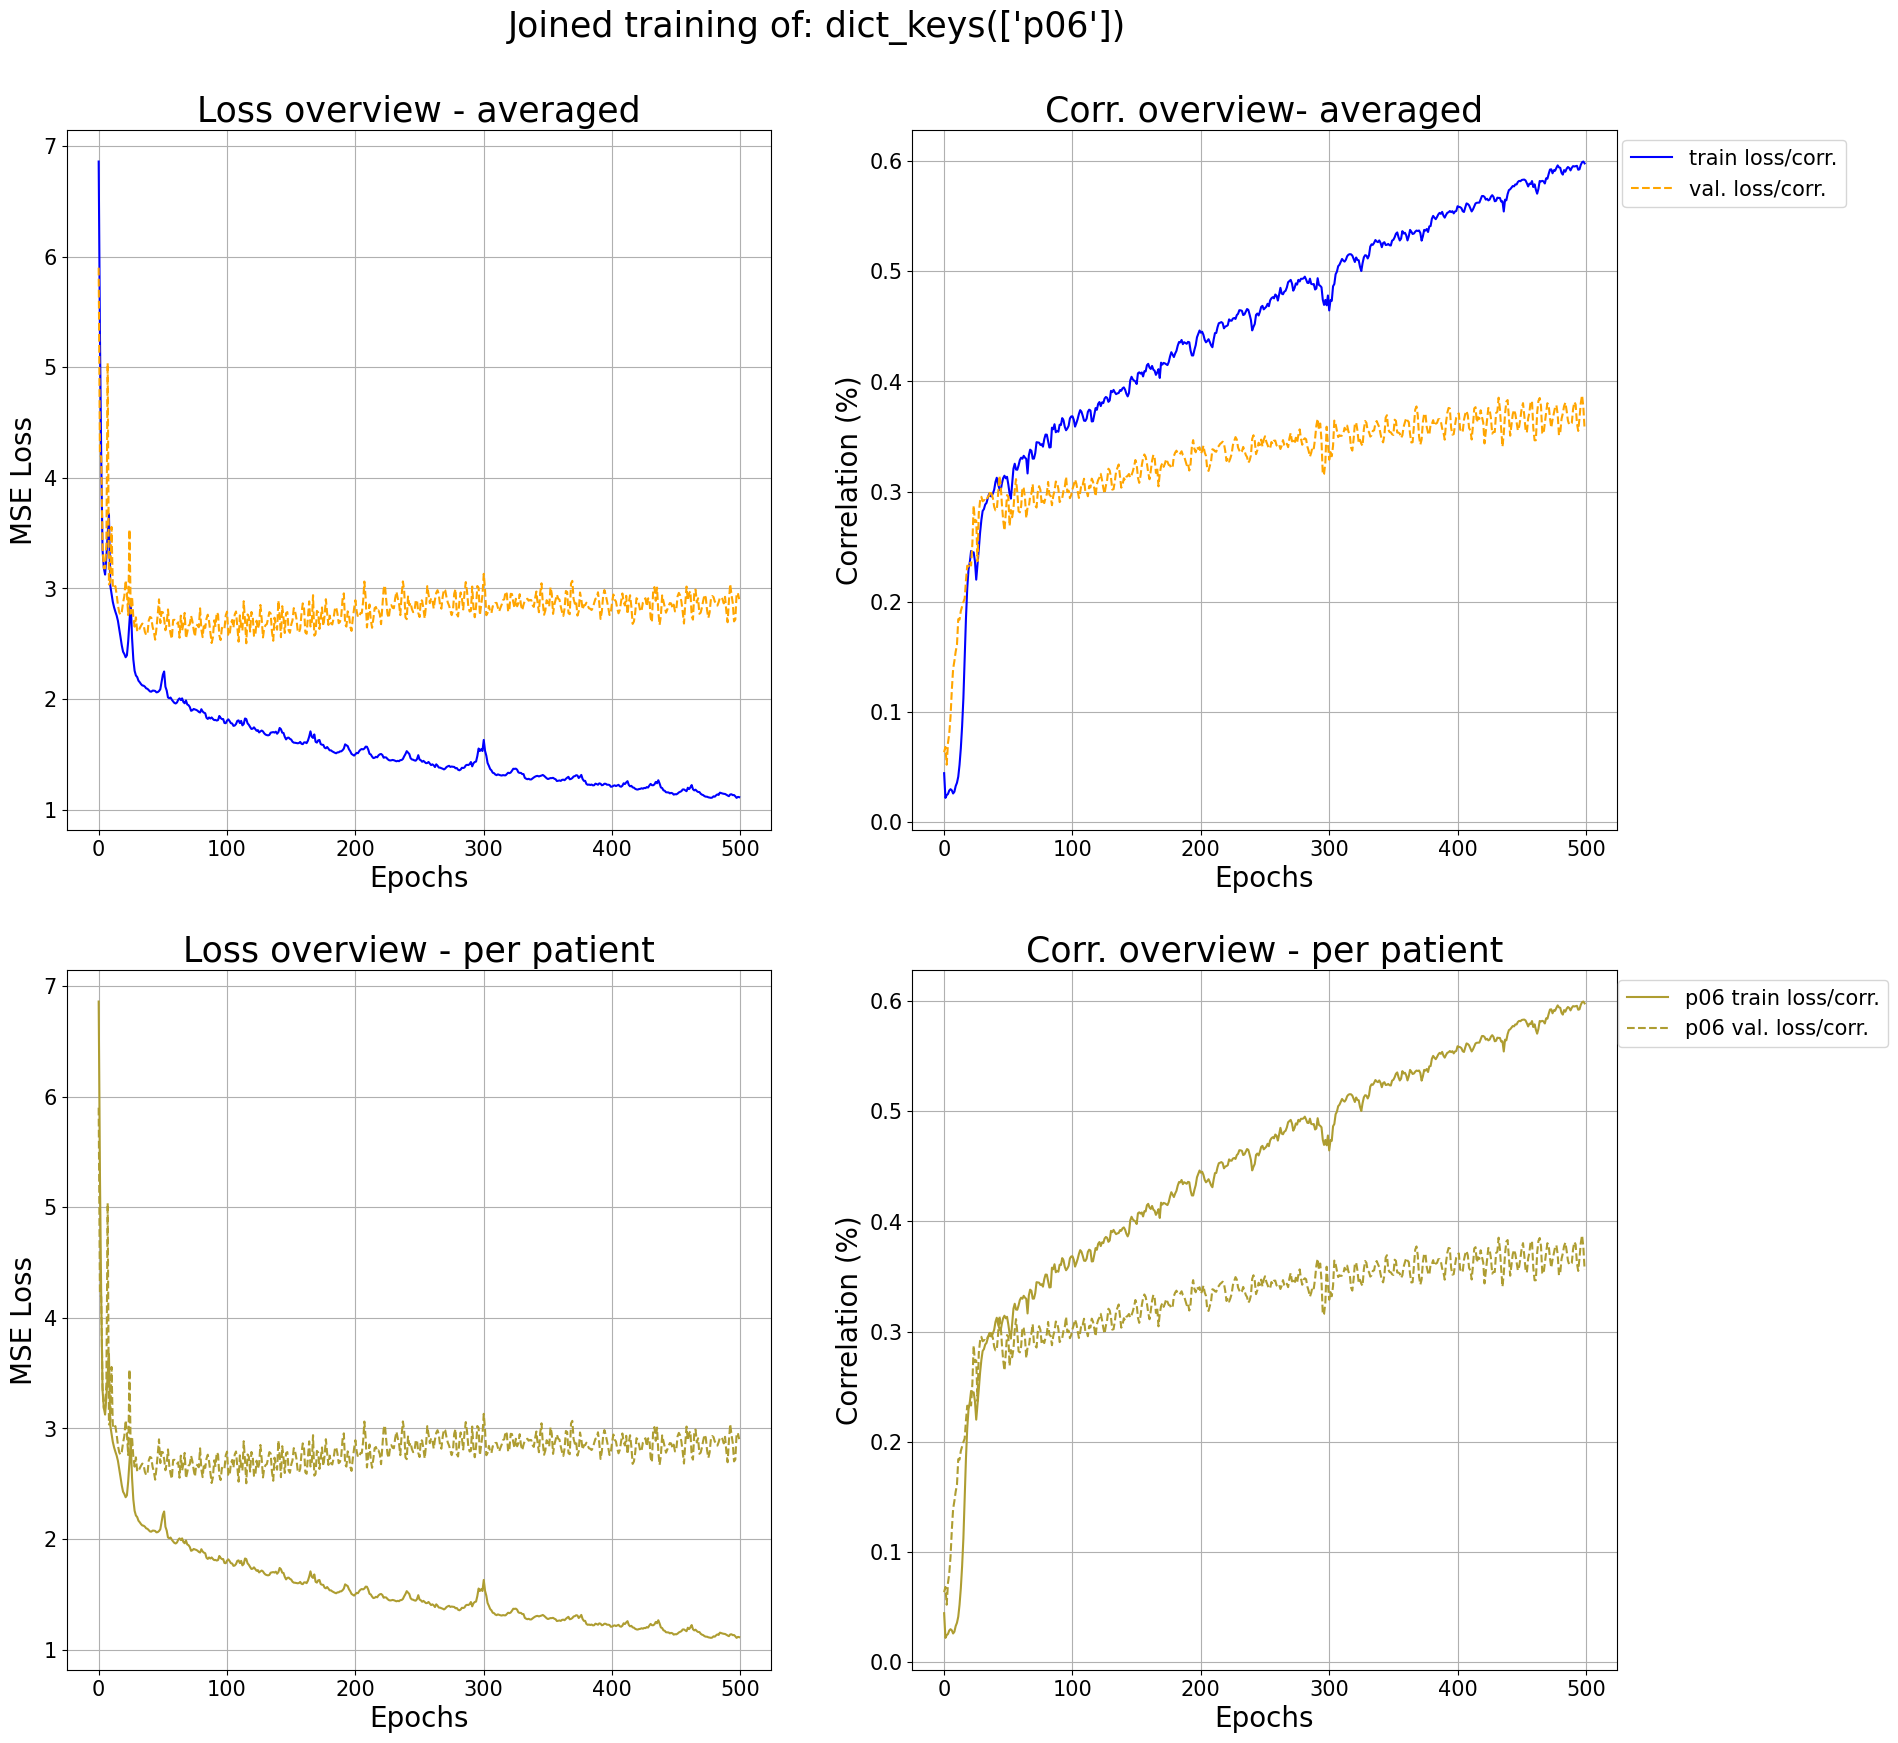 Joined training of: dict_keys(['p06'])
Loss overview - averaged
7
6
5
4
3
2
1
MSE Loss
0 100 200 300 400 500
Epochs
Corr. overview- averaged
0.6
0.5
0.4
0.3
0.2
0.1
0.0
Correlation (%)
0 100 200 300 400 500
Epochs
train loss/corr.
val. loss/corr.
Loss overview - per patient
7
6
5
4
3
2
1
MSE Loss
0 100 200 300 400 500
Epochs
Corr. overview - per patient
0.6
0.5
0.4
0.3
0.2
0.1
0.0
Correlation (%)
0 100 200 300 400 500
Epochs
p06 train loss/corr.
p06 val. loss/corr.